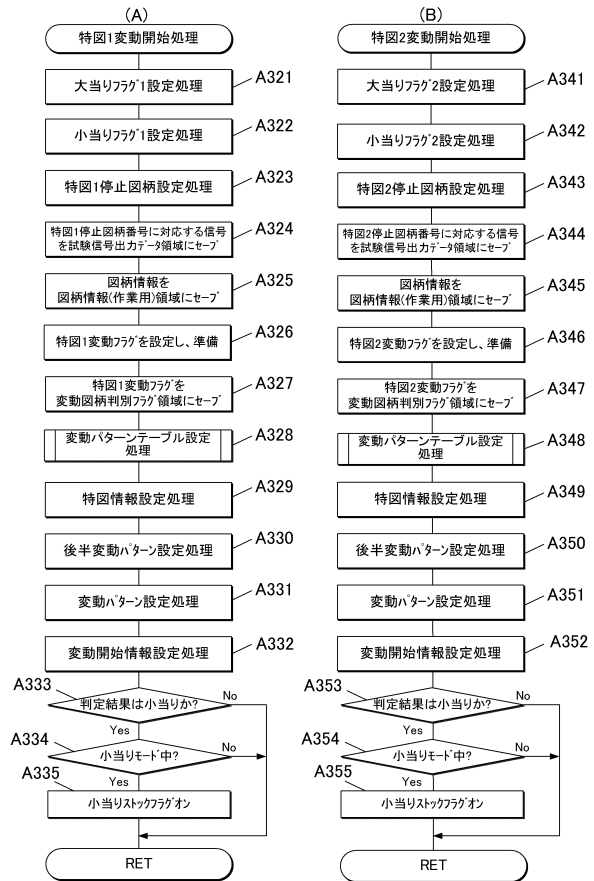 (A)
特図1変動開始処理
大当りフラグ1設定処理
A321
小当りフラグ1設定処理
A322
特図1停止図柄設定処理
A323
特図1停止図柄番号に対応する信号
を試験信号出力データ領域にセーブ
A324
図柄情報を
図柄情報(作業用)領域にセーブ
A325
特図1変動フラグを設定し、準備
A326
特図1変動フラグを
変動図柄判別フラグ領域にセーブ
A327
変動パターンテーブル設定
処理
A328
特図情報設定処理
A329
後半変動パターン設定処理
A330
変動パターン設定処理
A331
変動開始情報設定処理
A332
A333
判定結果は小当りか?
No
Yes
A334
小当りモード中?
No
Yes
A335
小当りストックフラグオン
RET
(B)
特図2変動開始処理
大当りフラグ2設定処理
A341
小当りフラグ2設定処理
A342
特図2停止図柄設定処理
A343
特図2停止図柄番号に対応する信号
を試験信号出力データ領域にセーブ
A344
図柄情報を
図柄情報(作業用)領域にセーブ
A345
特図2変動フラグを設定し、準備
A346
特図2変動フラグを
変動図柄判別フラグ領域にセーブ
A347
変動パターンテーブル設定
処理
A348
特図情報設定処理
A349
後半変動パターン設定処理
A350
変動パターン設定処理
A351
変動開始情報設定処理
A352
A353
判定結果は小当りか?
No
Yes
A354
小当りモード中?
No
Yes
A355
小当りストックフラグオン
RET